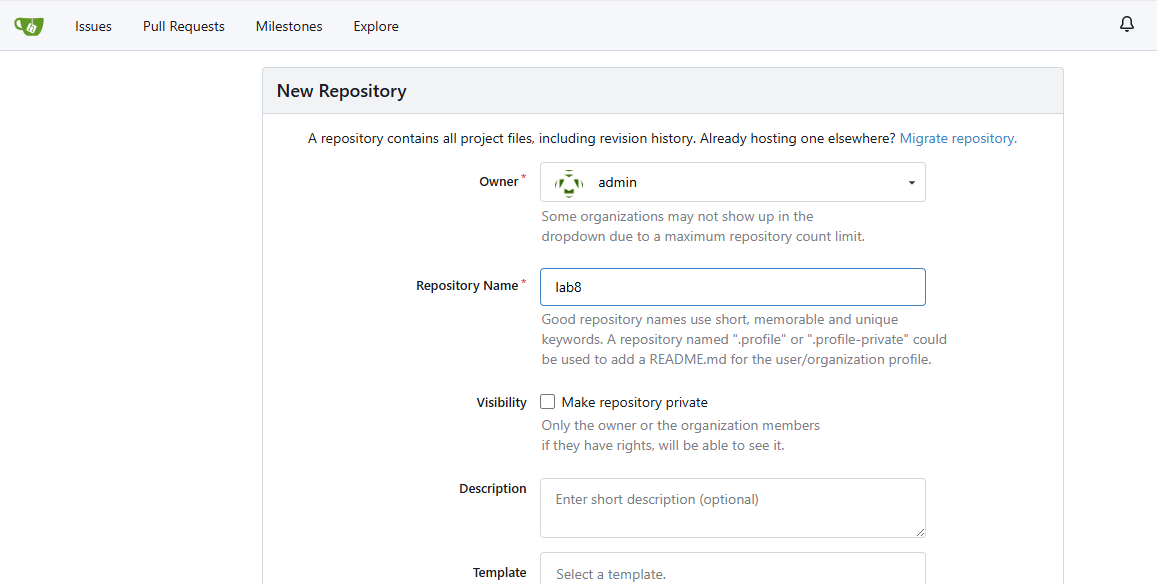 Issues Pull Requests Milestones Explore
New Repository
A repository contains all project files, including revision history. Already hosting one elsewhere? Migrate repository.
Owner* admin
Some organizations may not show up in the
dropdown due to a maximum repository count limit.
Repository Name* lab8
Good repository names use short, memorable and unique
keywords. A repository named ".profile" or ".profile-private" could
be used to add a README.md for the user/organization profile.
Visibility Make repository private
Only the owner or the organization members
if they have rights, will be able to see it.
Description Enter short description (optional)
Template Select a template.